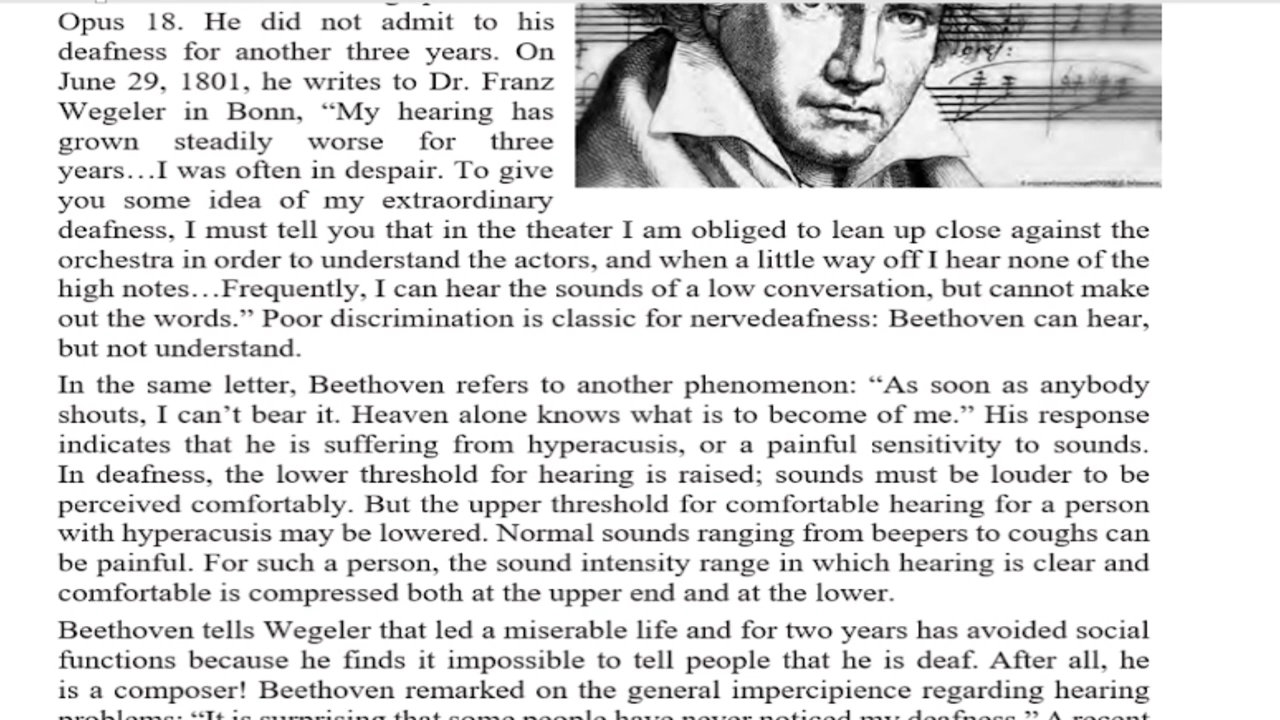 Opus 18. He did not admit to his
deafness for another three years. On
June 29, 1801, he writes to Dr. Franz
Wegeler in Bonn, “My hearing has
grown steadily worse for three
years…I was often in despair. To give
you some idea of my extraordinary
deafness, I must tell you that in the theater I am obliged to lean up close against the
orchestra in order to understand the actors, and when a little way off I hear none of the
high notes…Frequently, I can hear the sounds of a low conversation, but cannot make
out the words.” Poor discrimination is classic for nervedeafness: Beethoven can hear,
but not understand.
In the same letter, Beethoven refers to another phenomenon: “As soon as anybody
shouts, I can’t bear it. Heaven alone knows what is to become of me.” His response
indicates that he is suffering from hyperacusis, or a painful sensitivity to sounds.
In deafness, the lower threshold for hearing is raised; sounds must be louder to be
perceived comfortably. But the upper threshold for comfortable hearing for a person
with hyperacusis may be lowered. Normal sounds ranging from beepers to coughs can
be painful. For such a person, the sound intensity range in which hearing is clear and
comfortable is compressed both at the upper end and at the lower.
Beethoven tells Wegeler that led a miserable life and for two years has avoided social
functions because he finds it impossible to tell people that he is deaf. After all, he
is a composer! Beethoven remarked on the general impercipience regarding hearing
problems: “It is surprising that some people have never noticed my deafness.” A recent